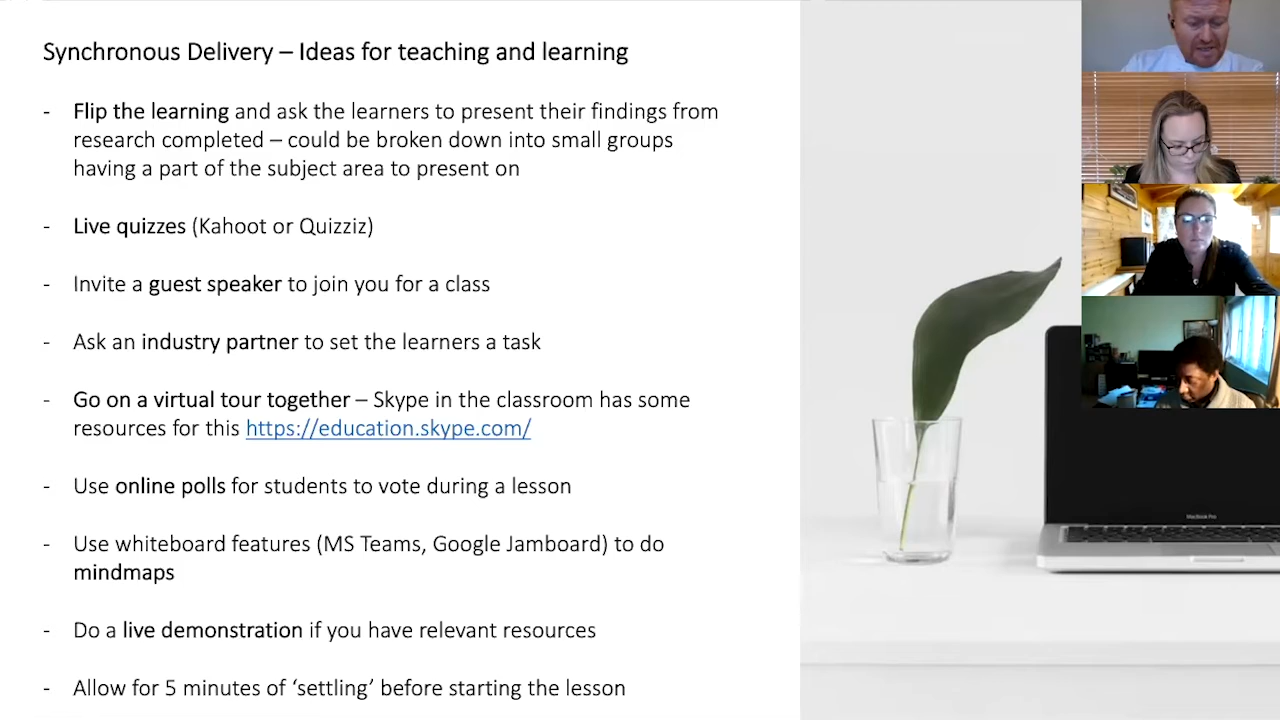 Synchronous Delivery – Ideas for teaching and learning
- Flip the learning and ask the learners to present their findings from
research completed – could be broken down into small groups
having a part of the subject area to present on
- Live quizzes (Kahoot or Quizziz)
- Invite a guest speaker to join you for a class
- Ask an industry partner to set the learners a task
- Go on a virtual tour together – Skype in the classroom has some
resources for this https://education.skype.com/
- Use online polls for students to vote during a lesson
- Use whiteboard features (MS Teams, Google Jamboard) to do
mindmaps
- Do a live demonstration if you have relevant resources
- Allow for 5 minutes of ‘settling’ before starting the lesson
MacBook Pro